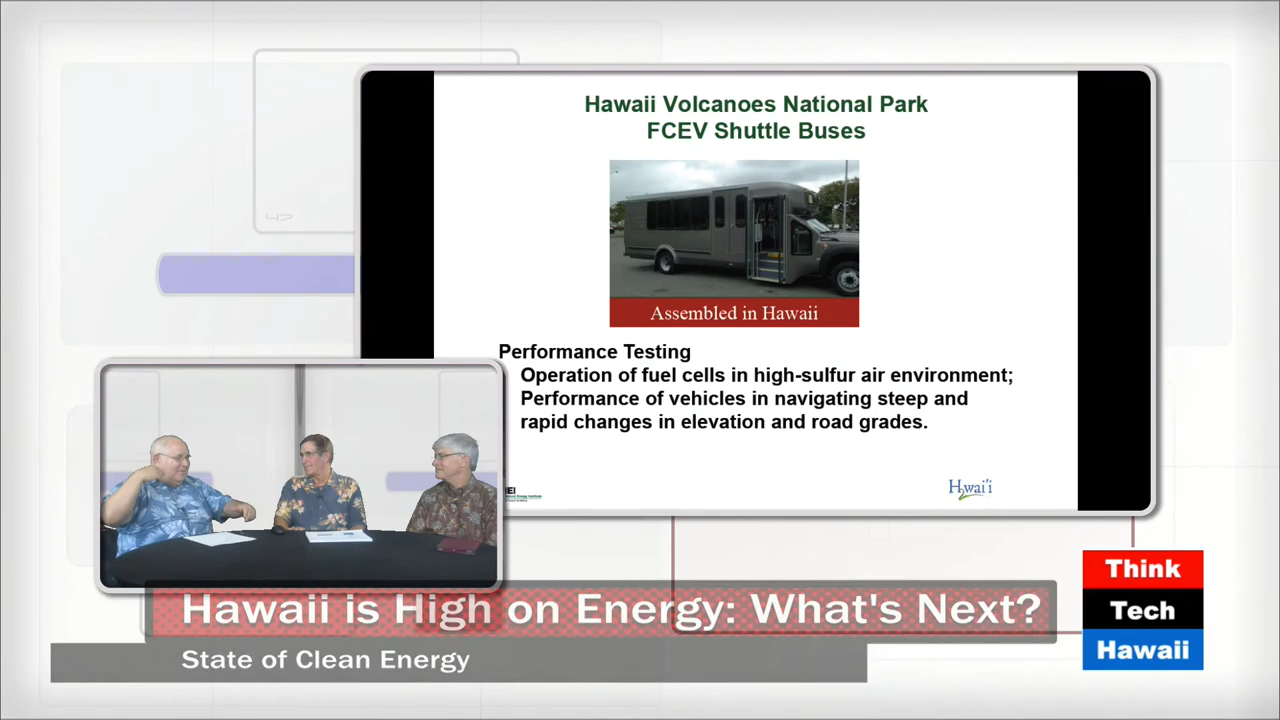 Hawaii Volcanoes National Park
FCEV Shuttle Buses
Assembled in Hawaii
Performance Testing
Operation of fuel cells in high-sulfur air environment;
Performance of vehicles in navigating steep and
rapid changes in elevation and road grades.
Hawai'i
Hawaii is High on Energy: What's Next?
State of Clean Energy
Think
Tech
Hawaii